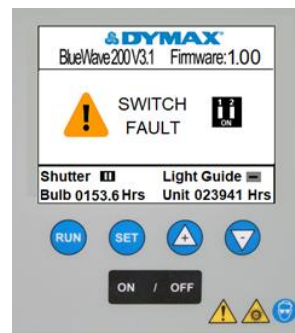 DYMAX
BlueWave 200 V3.1 Firmware: 1.00
SWITCH
FAULT
1 2
ON
Shutter Light Guide
Bulb 0153.6 Hrs Unit 023941 Hrs
RUN SET + -
ON / OFF